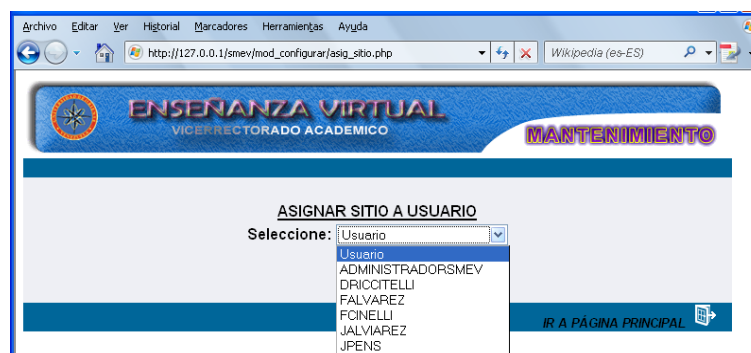 Archivo Editar Ver Historial Marcadores Herramientas Ayuda
http://127.0.0.1/smev/mod_configurar/asig_sitio.php
Wikipedia (es-ES)
ENSEÑANZA VIRTUAL
VICERRECTORADO ACADEMICO
MANTENIMIENTO
ASIGNAR SITIO A USUARIO
Seleccione: Usuario
Usuario
ADMINISTRADORSMEV
DRICCITELLI
FALVAREZ
FCINELLI
JALVIAREZ
JPENS
IR A PÁGINA PRINCIPAL